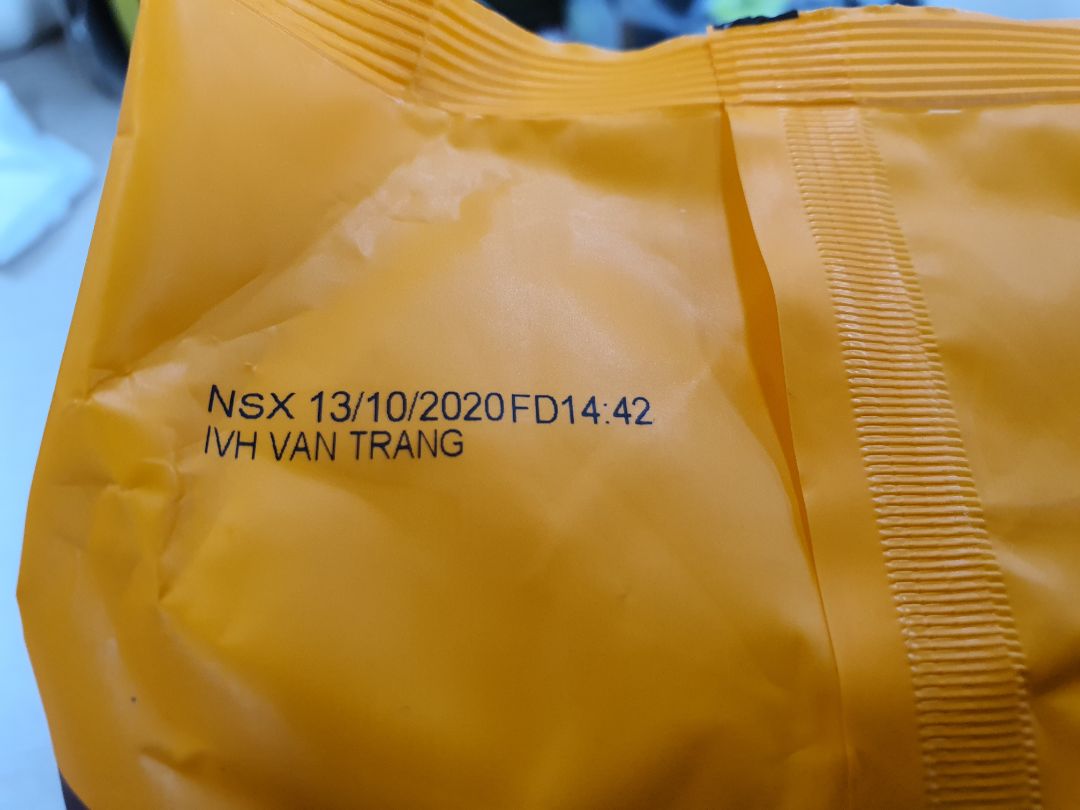 NSX 13/10/2020FD14:42
IVH VAN TRANG